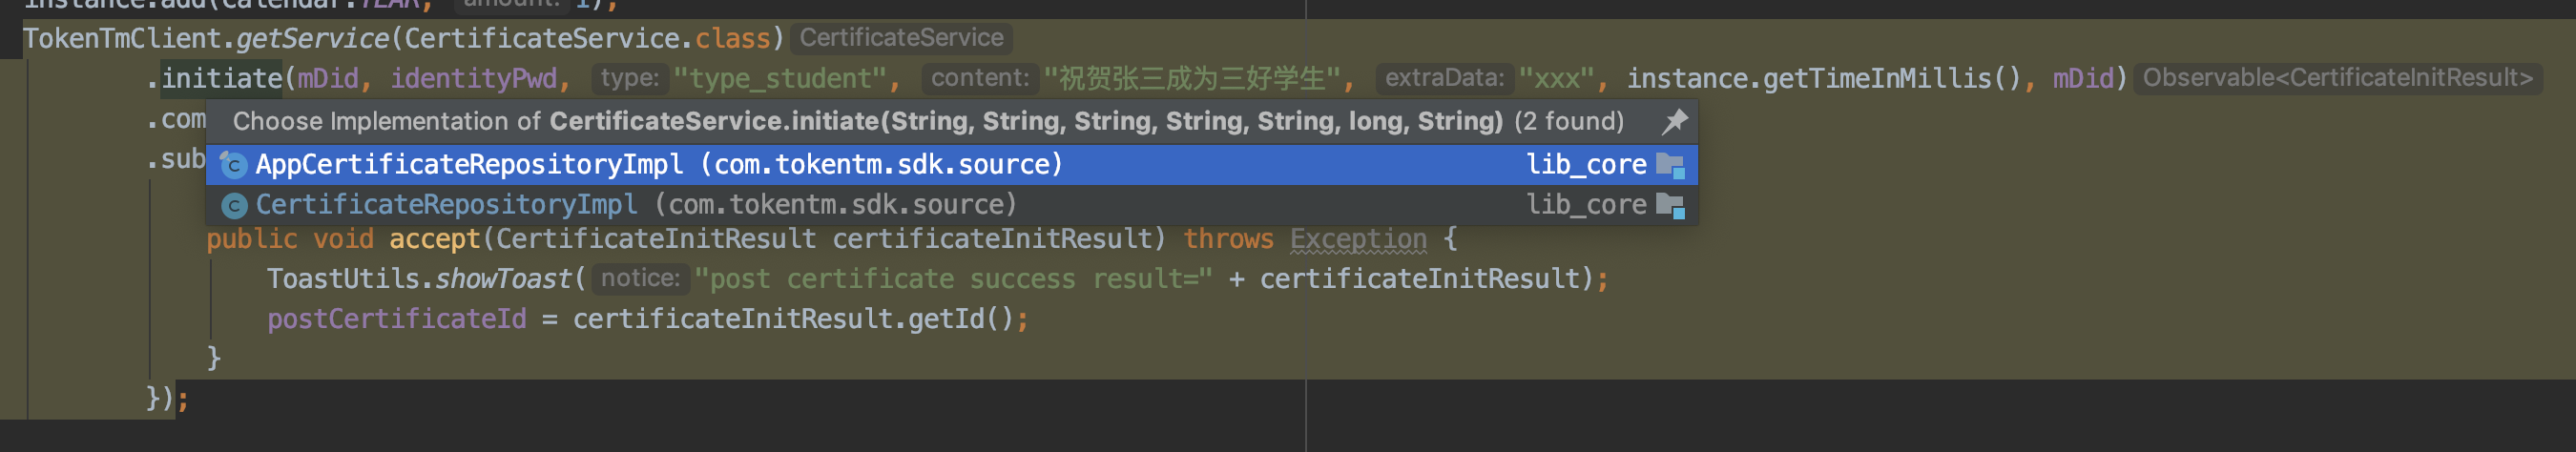 instance.add(calendar.YEAR, amount: 1);
TokenTmClient.getService(CertificateService.class) CertificateService
.initiate(mDid, identityPwd, type: "type_student", content: "祝贺张三成为三好学生", extraData: "xxx", instance.getTimeInMillis(), mDid) Observable<CertificateInitResult>
.com
Choose Implementation of CertificateService.initiate(String, String, String, String, String, long, String) (2 found)
.sub
AppCertificateRepositoryImpl (com.tokentm.sdk.source) lib_core
CertificateRepositoryImpl (com.tokentm.sdk.source) lib_core
public void accept(CertificateInitResult certificateInitResult) throws Exception {
ToastUtils.showToast( notice: "post certificate success result=" + certificateInitResult);
postCertificateId = certificateInitResult.getId();
}
});